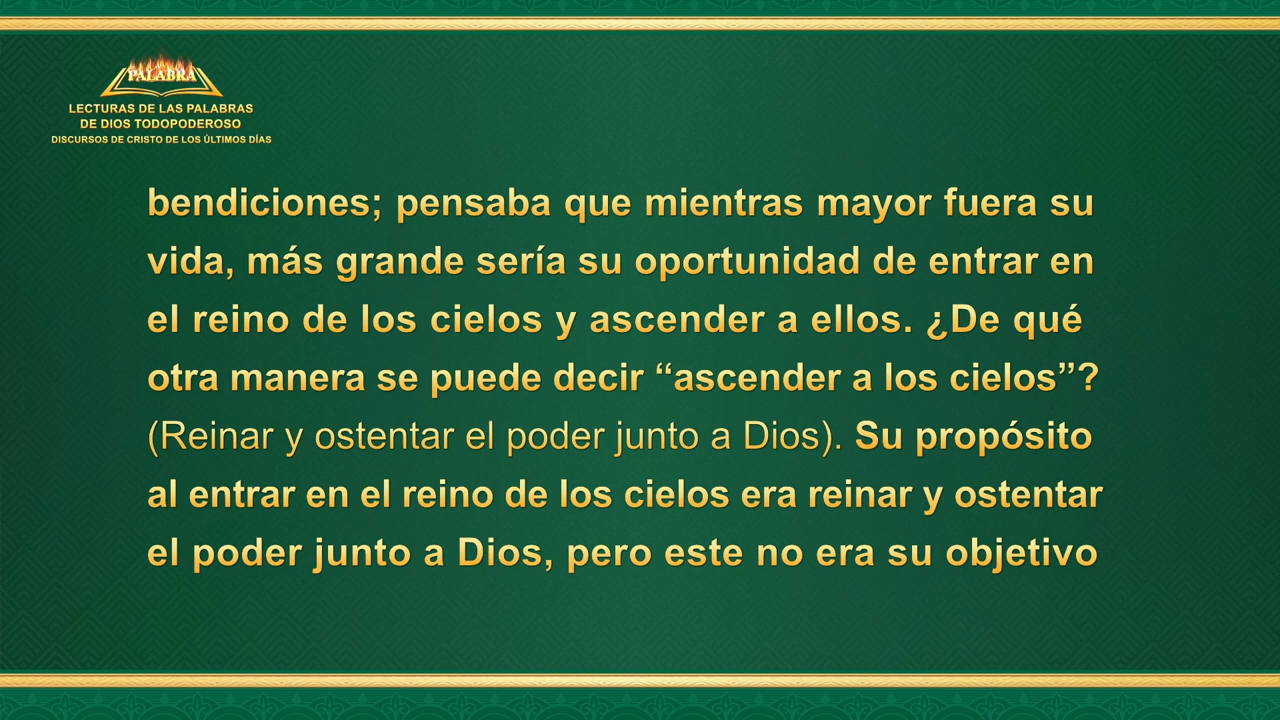 PALABRA
LECTURAS DE LAS PALABRAS
DE DIOS TODOPODEROSO
DISCURSOS DE CRISTO DE LOS ÚLTIMOS DÍAS
bendiciones; pensaba que mientras mayor fuera su
vida, más grande sería su oportunidad de entrar en
el reino de los cielos y ascender a ellos. ¿De qué
otra manera se puede decir “ascender a los cielos”?
(Reinar y ostentar el poder junto a Dios). Su propósito
al entrar en el reino de los cielos era reinar y ostentar
el poder junto a Dios, pero este no era su objetivo